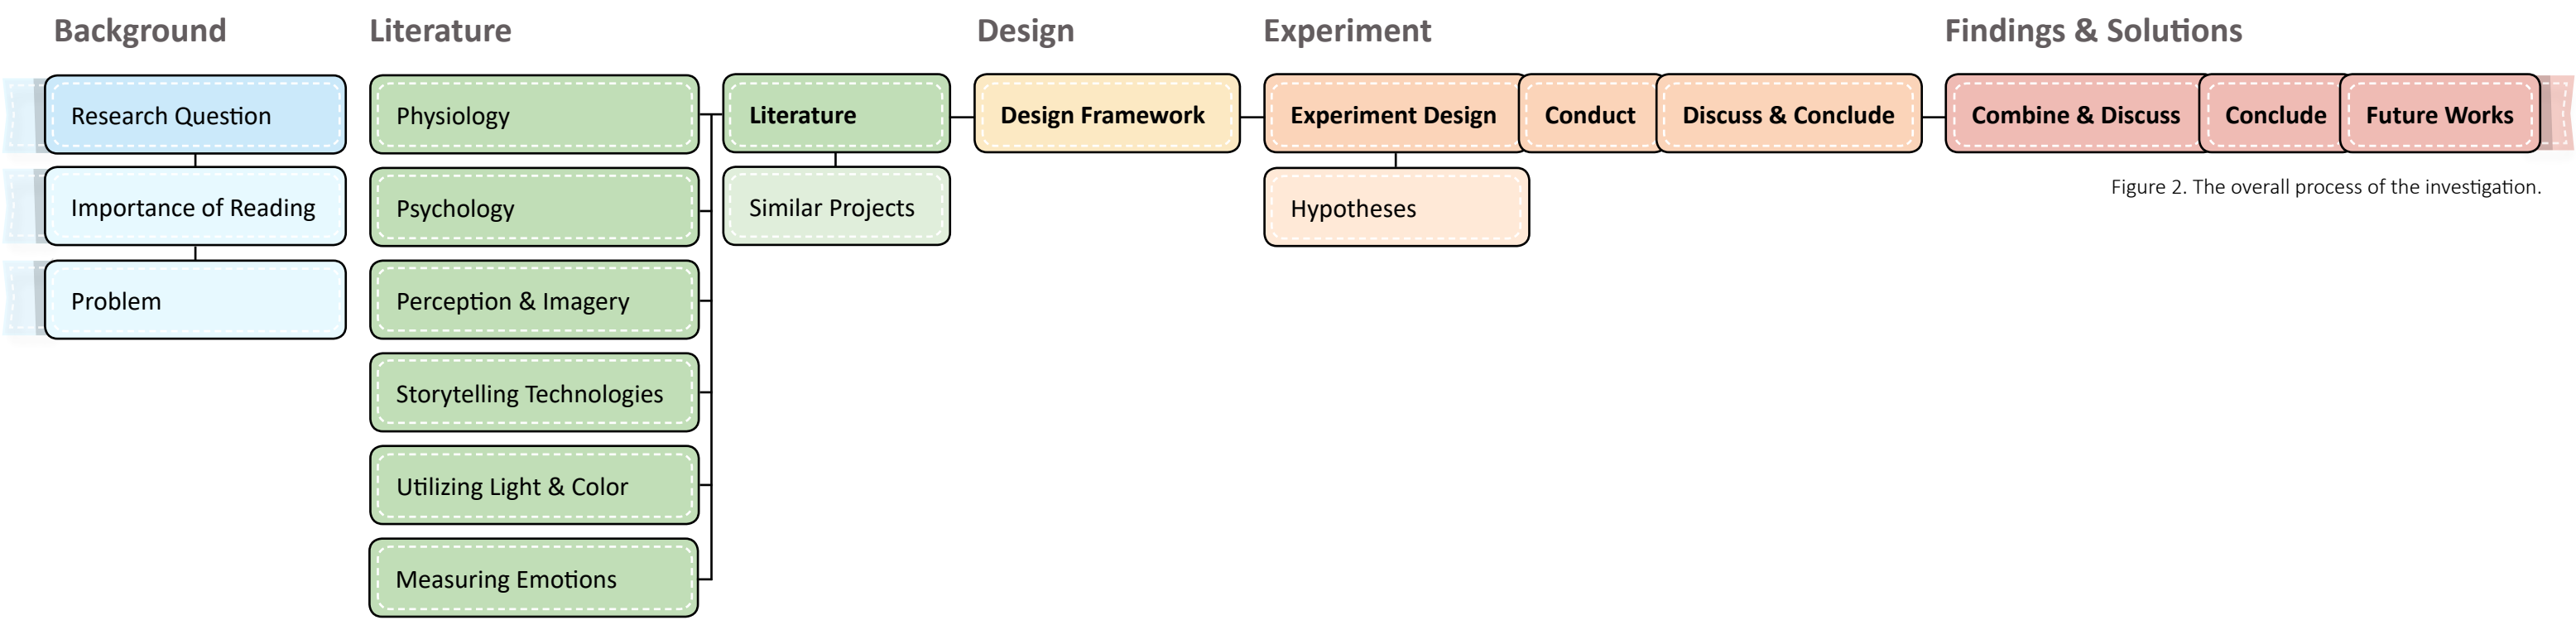 Background
Research Question
Importance of Reading
Problem
Literature
Physiology
Psychology
Perception & Imagery
Storytelling Technologies
Utilizing Light & Color
Measuring Emotions
Literature
Similar Projects
Design
Design Framework
Experiment
Experiment Design
Conduct
Discuss & Conclude
Hypotheses
Findings & Solutions
Combine & Discuss
Conclude
Future Works
Figure 2. The overall process of the investigation.